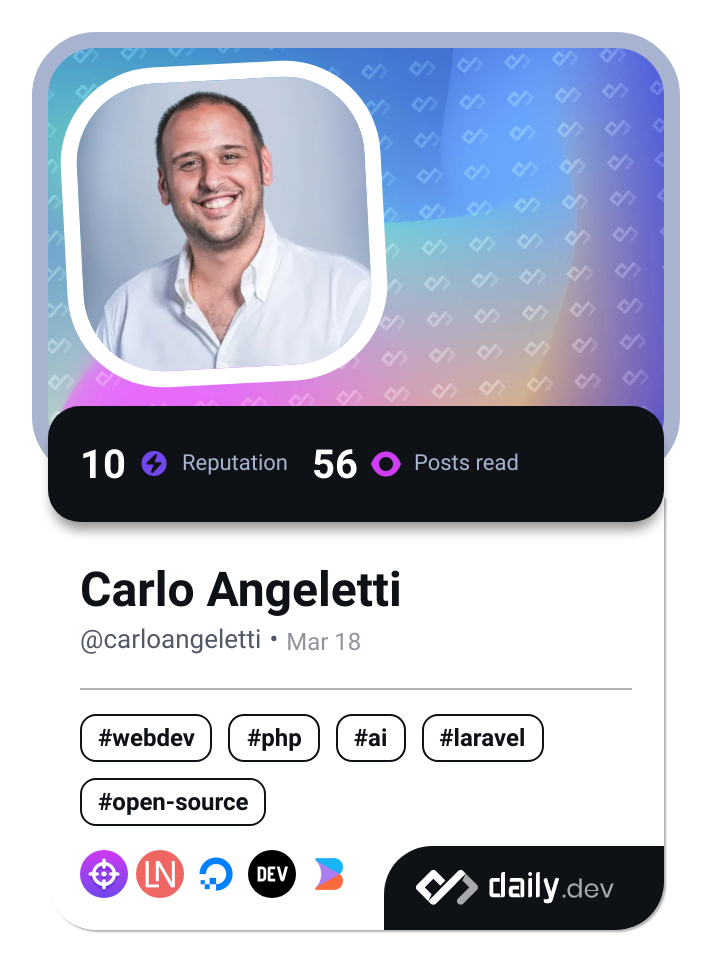 10 Reputation 56 Posts read
Carlo Angeletti
@carloangeletti • Mar 18
#webdev #php #ai #laravel
#open-source
LN DEV
daily.dev